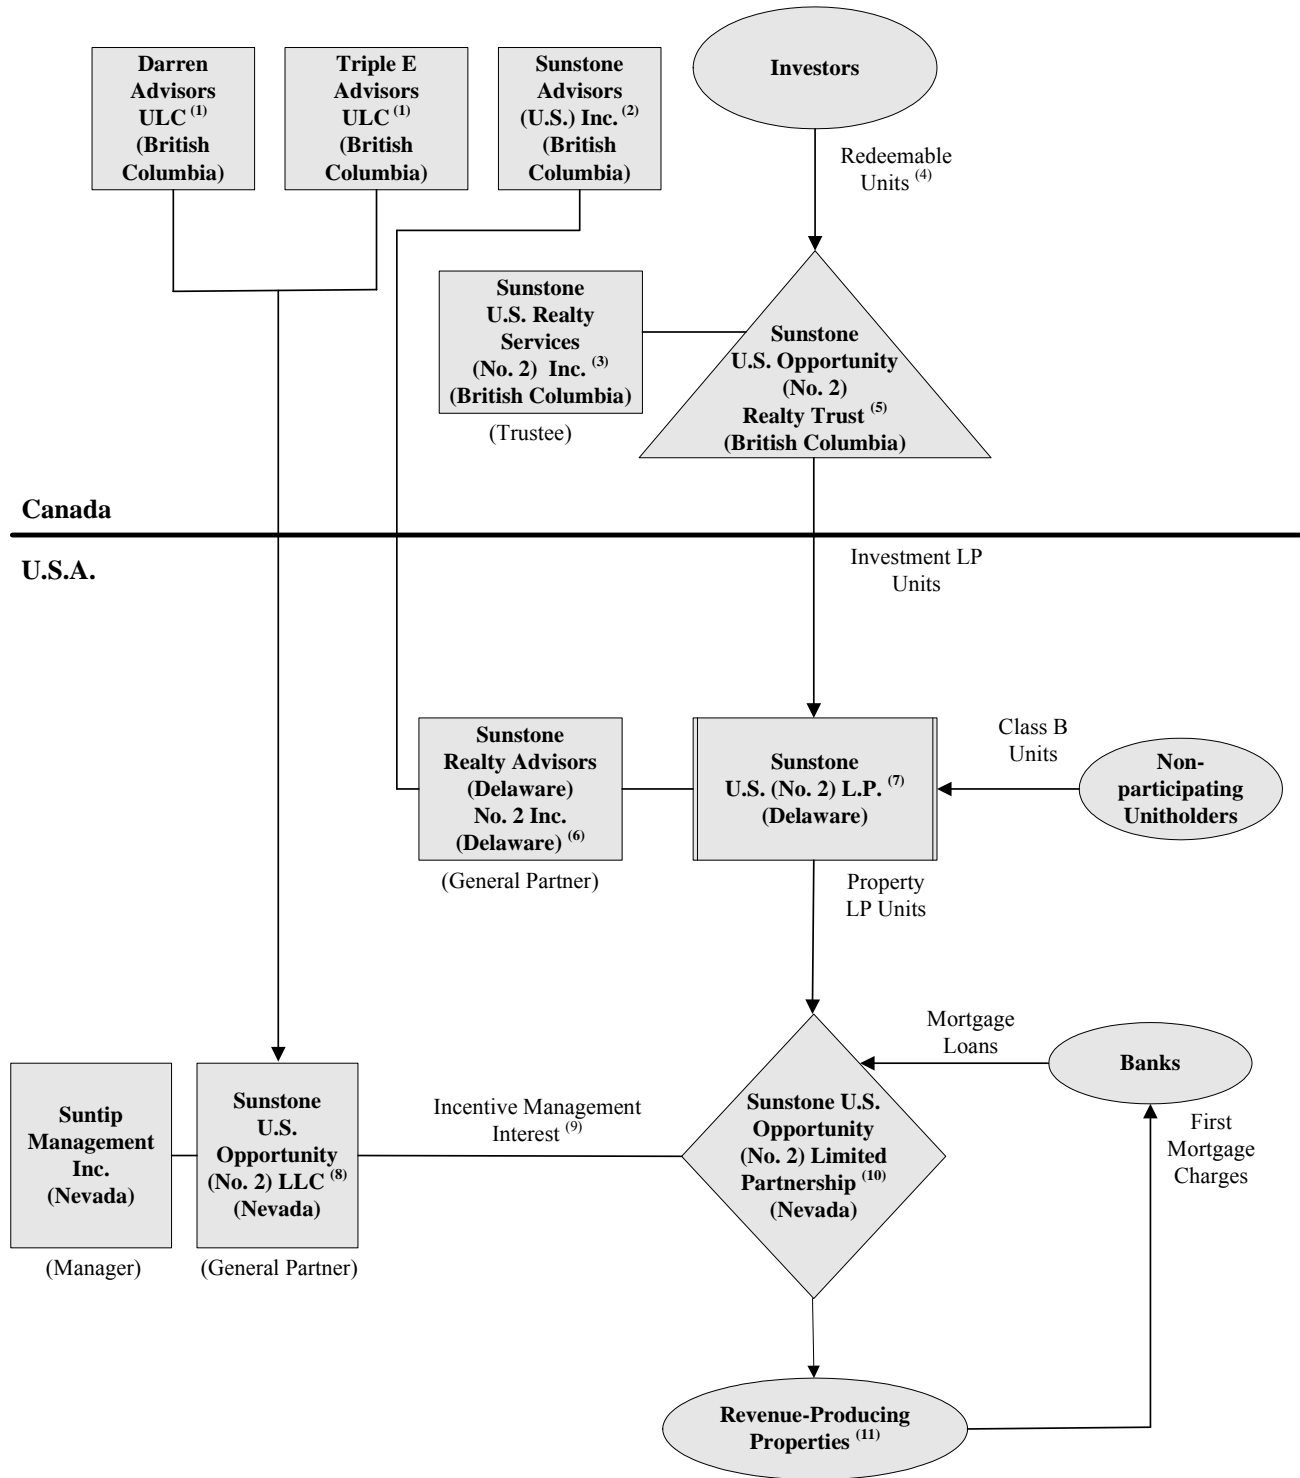 Darren
Advisors
ULC (1)
(British
Columbia)
Triple E
Advisors
ULC (1)
(British
Columbia)
Sunstone
Advisors
(U.S.) Inc. (2)
(British
Columbia)
Investors
Redeemable
Units (4)
Sunstone
U.S. Realty
Services
(No. 2) Inc. (3)
(British Columbia)
(Trustee)
Sunstone
U.S. Opportunity
(No. 2)
Realty Trust (5)
(British Columbia)
Canada
U.S.A.
Investment LP
Units
Sunstone
Realty Advisors
(Delaware)
No. 2 Inc.
(Delaware) (6)
(General Partner)
Sunstone
U.S. (No. 2) L.P. (7)
(Delaware)
Class B
Units
Non-
participating
Unitholders
Property
LP Units
Mortgage
Loans
Banks
First
Mortgage
Charges
Suntip
Management
Inc.
(Nevada)
(Manager)
Sunstone
U.S.
Opportunity
(No. 2) LLC (8)
(Nevada)
(General Partner)
Incentive Management
Interest (9)
Sunstone U.S.
Opportunity
(No. 2) Limited
Partnership (10)
(Nevada)
Revenue-Producing
Properties (11)